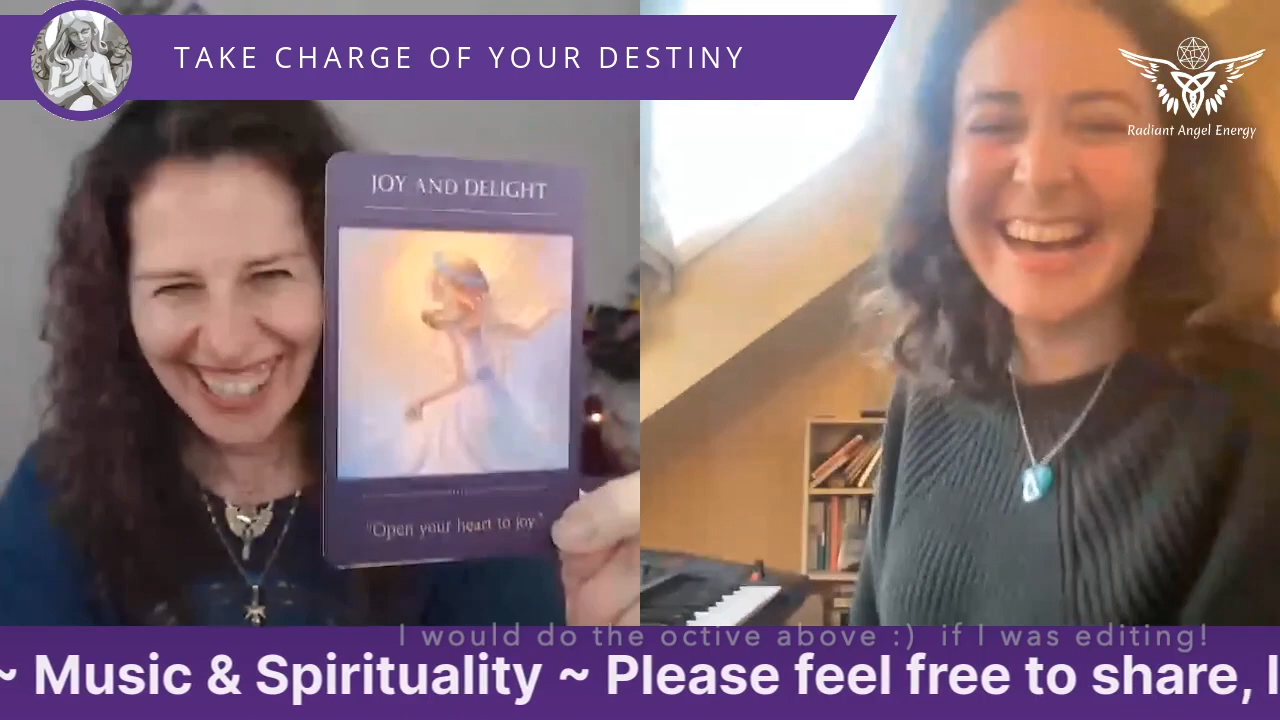 TAKE CHARGE OF YOUR DESTINY
Radiant Angel Energy
JOY AND DELIGHT
"Open your heart to joy."
I would do the octive above :) if I was editing!
~ Music & Spirituality ~ Please feel free to share, l